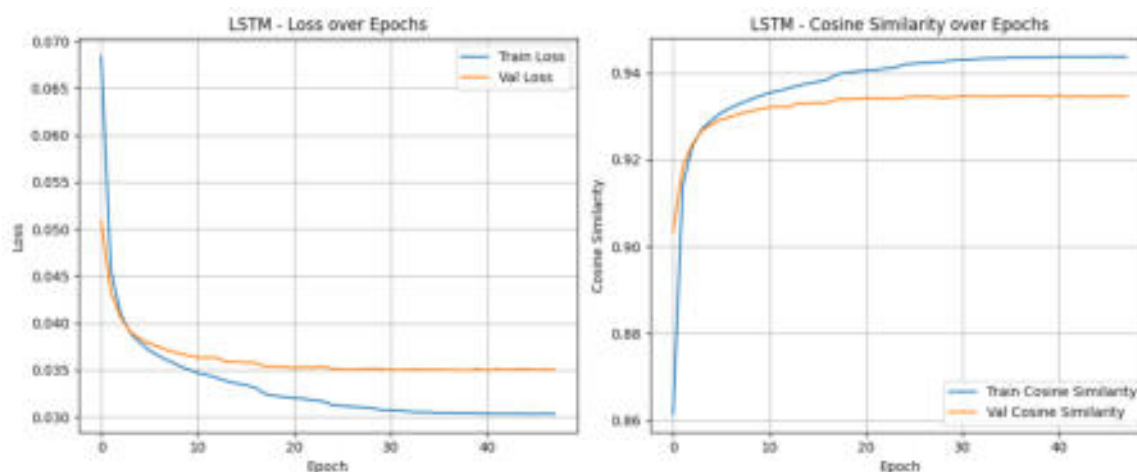 LSTM - Loss over Epochs
0.070
0.065
0.060
0.055
0.050
0.045
0.040
0.035
0.030
Loss
Train Loss
Val Loss
0 10 20 30 40
Epoch
LSTM - Cosine Similarity over Epochs
0.94
0.92
0.90
0.88
0.86
Cosine Similarity
Train Cosine Similarity
Val Cosine Similarity
0 10 20 30 40
Epoch